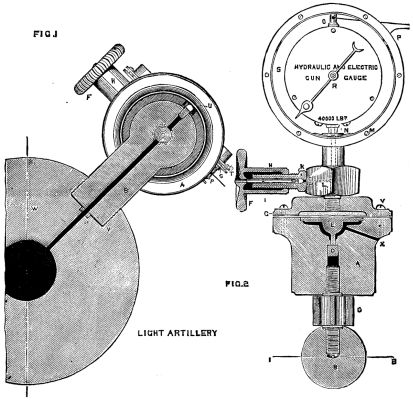 FIG.1
HYDRAULIC AND ELECTRIC
GUN GAUGE
R
40000 LBS
FIG.2
LIGHT ARTILLERY
F
H
W
A
B
P
S
D
N
M
H
F
I
C
V
X
A
G
I
B